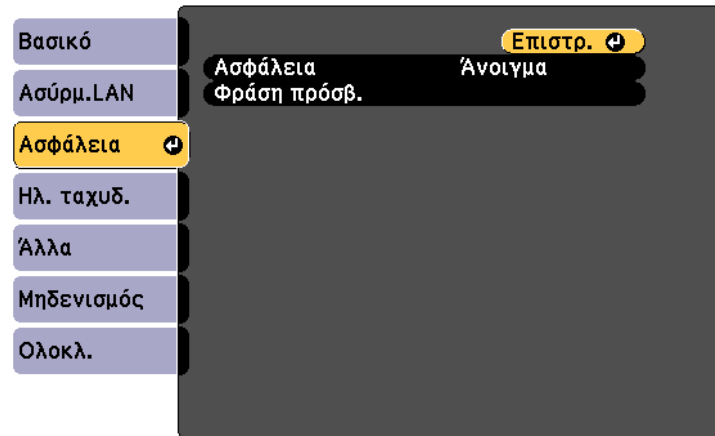 Βασικό
Ασύρμ.LAN
Ασφάλεια
Ηλ. ταχυδ.
Άλλα
Μηδενισμός
Ολοκλ.
Επιστρ.
Ασφάλεια Άνοιγμα
Φράση πρόσβ.